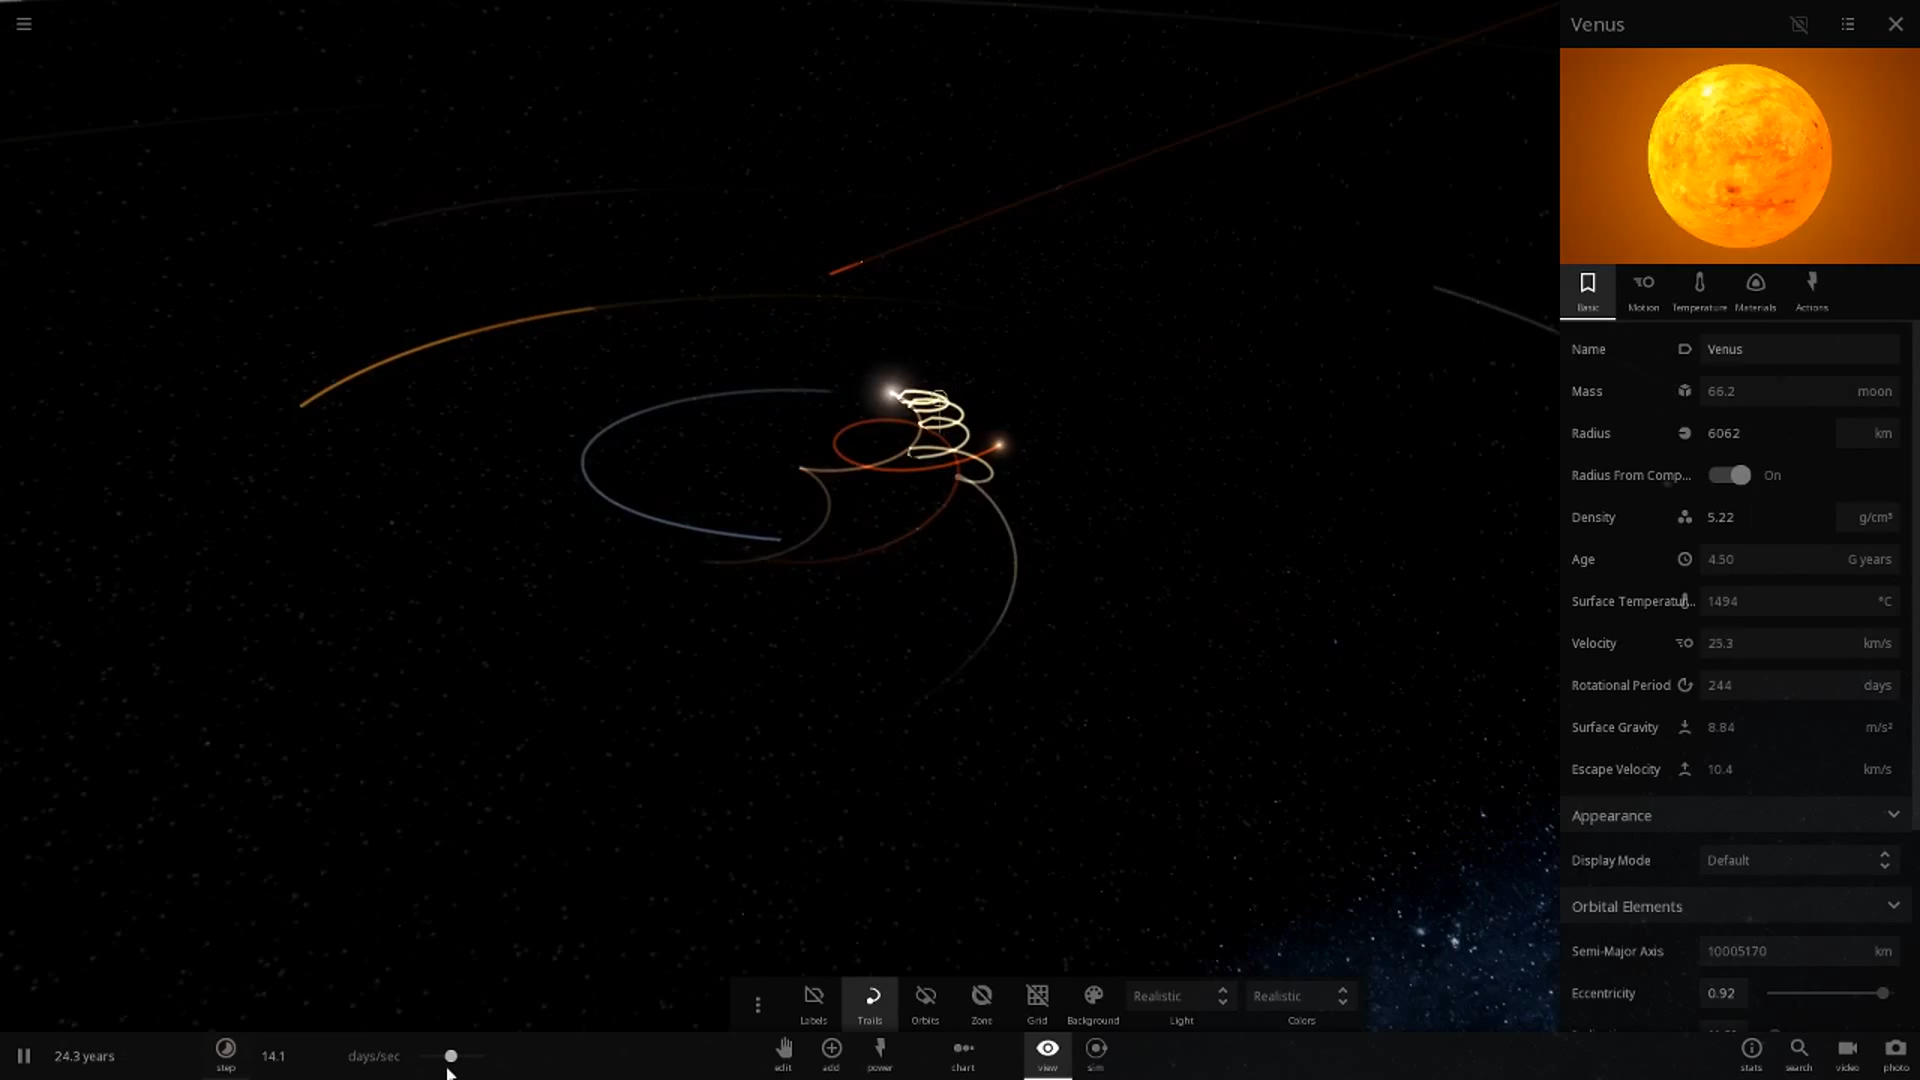 Venus
Basic
Motion
Temperature
Materials
Actions
Name Venus
Mass 66.2 moon
Radius 6062 km
Radius From Comp... On
Density 5.22 g/cm³
Age 4.50 G years
Surface Temperatur... 1494 °C
Velocity 25.3 km/s
Rotational Period 244 days
Surface Gravity 8.84 m/s²
Escape Velocity 10.4 km/s
Appearance
Display Mode Default
Orbital Elements
Semi-Major Axis 10005170 km
Eccentricity 0.92
Labels
Trails
Orbits
Zone
Grid
Background
Realistic
Light
Realistic
Colors
24.3 years
step
14.1 days/sec
edit
add
power
chart
view
sim
stats
search
video
photo